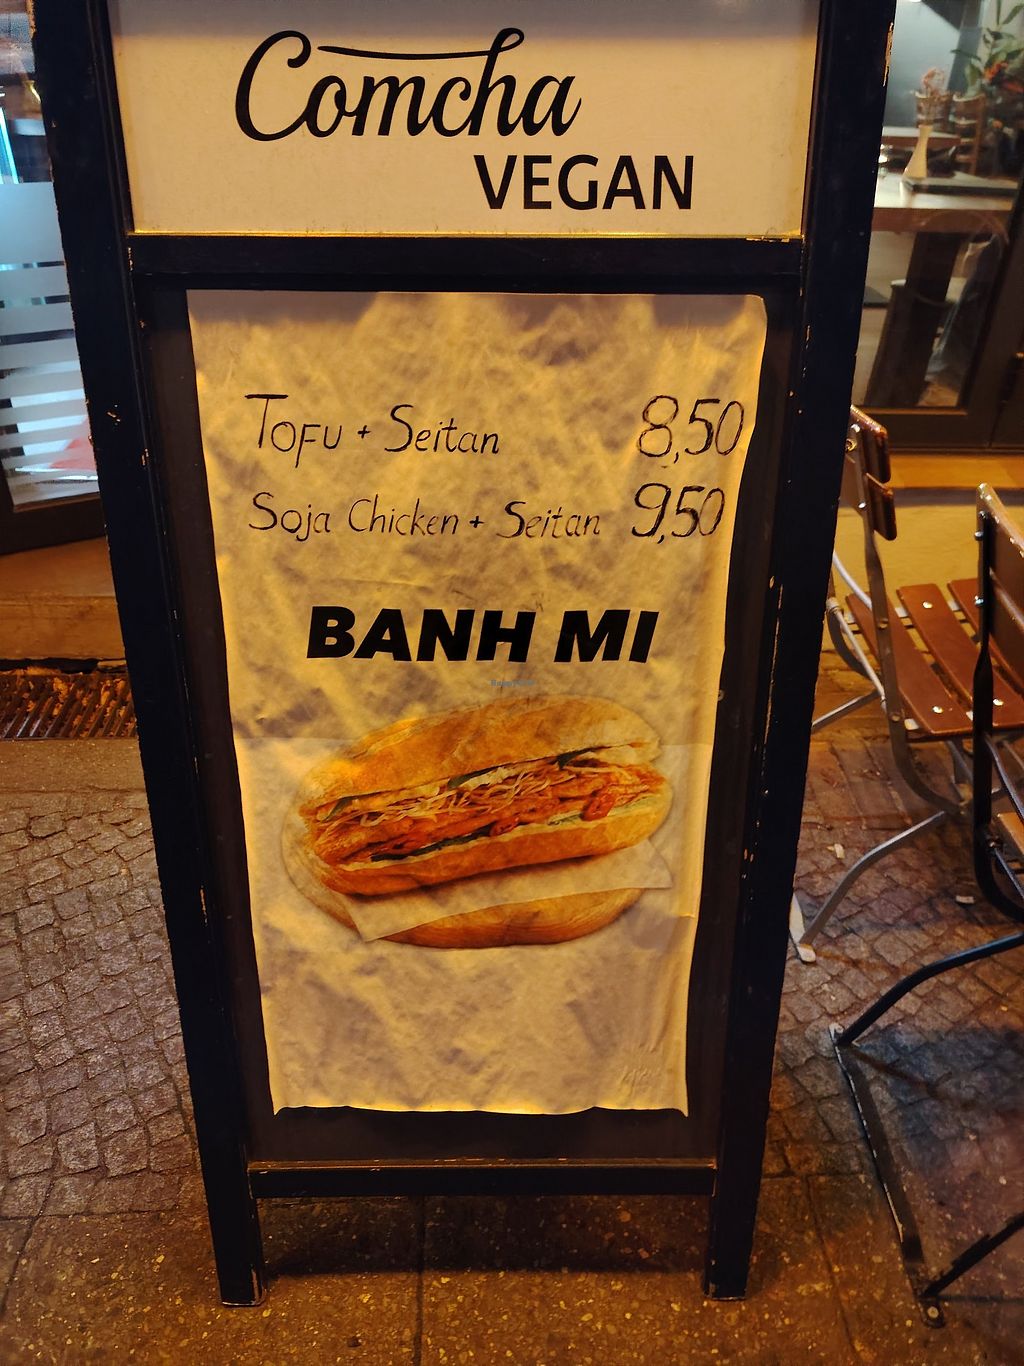 Comcha
VEGAN
TOFU + Seitan 8,50
Soja Chicken + Seitan 9,50
BANH MI